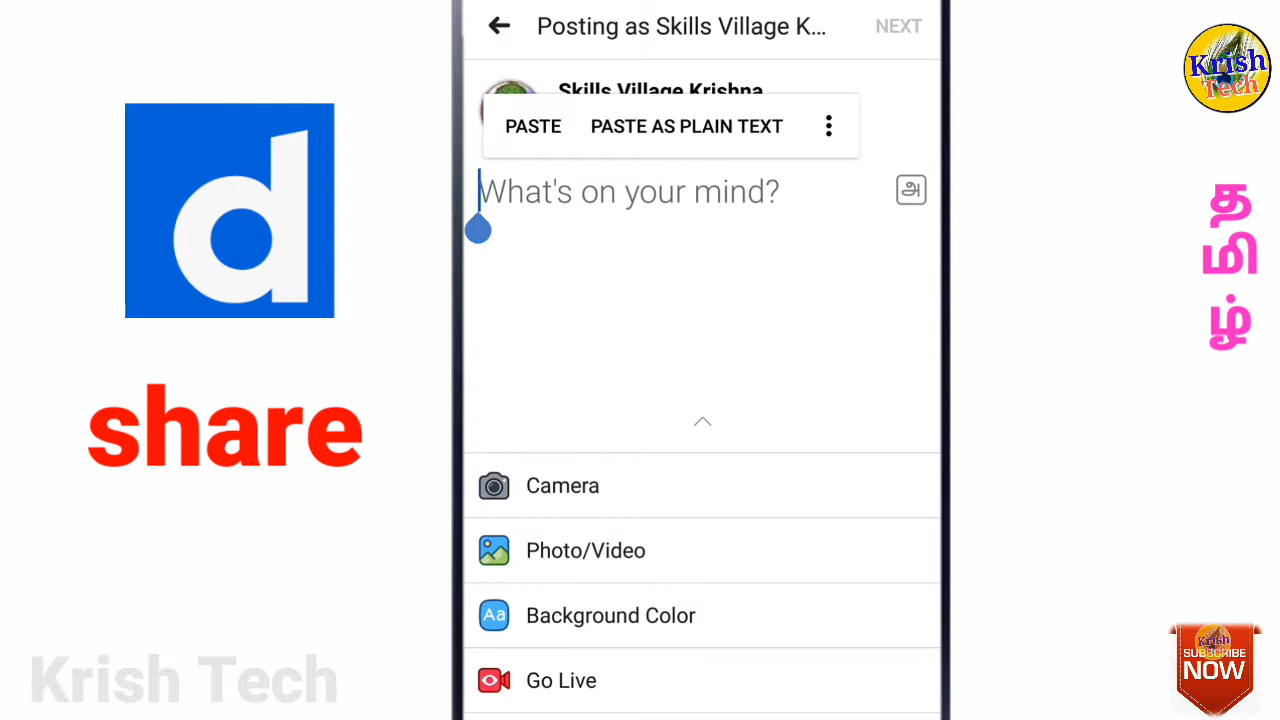 Posting as Skills Village K...
NEXT
Skills Village Krishna
PASTE
PASTE AS PLAIN TEXT
What's on your mind?
அ
Camera
Photo/Video
Aa
Background Color
Go Live
d
share
Krish Tech
Krish
Tech
தமிழ்
SUBSCRIBE
NOW